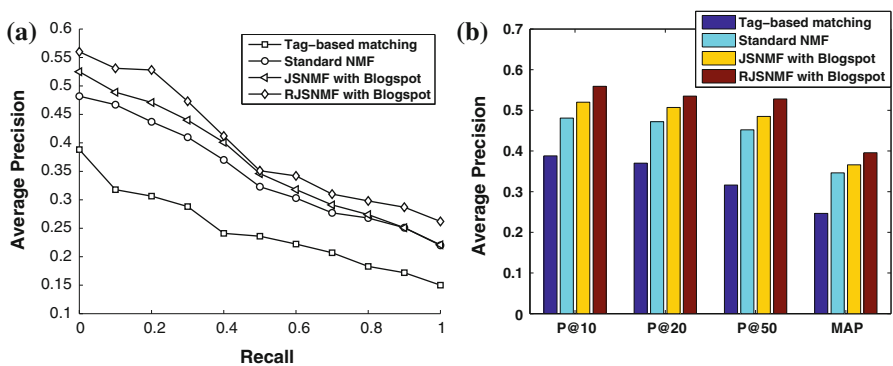 (a)
Average Precision
0.6
0.55
0.5
0.45
0.4
0.35
0.3
0.25
0.2
0.15
0.1
0
0.2
0.4
0.6
0.8
1
Recall
Tag-based matching
Standard NMF
JSNMF with Blogspot
RJSNMF with Blogspot
(b)
Average Precision
0.7
0.6
0.5
0.4
0.3
0.2
0.1
0
P@10
P@20
P@50
MAP
Tag-based matching
Standard NMF
JSNMF with Blogspot
RJSNMF with Blogspot